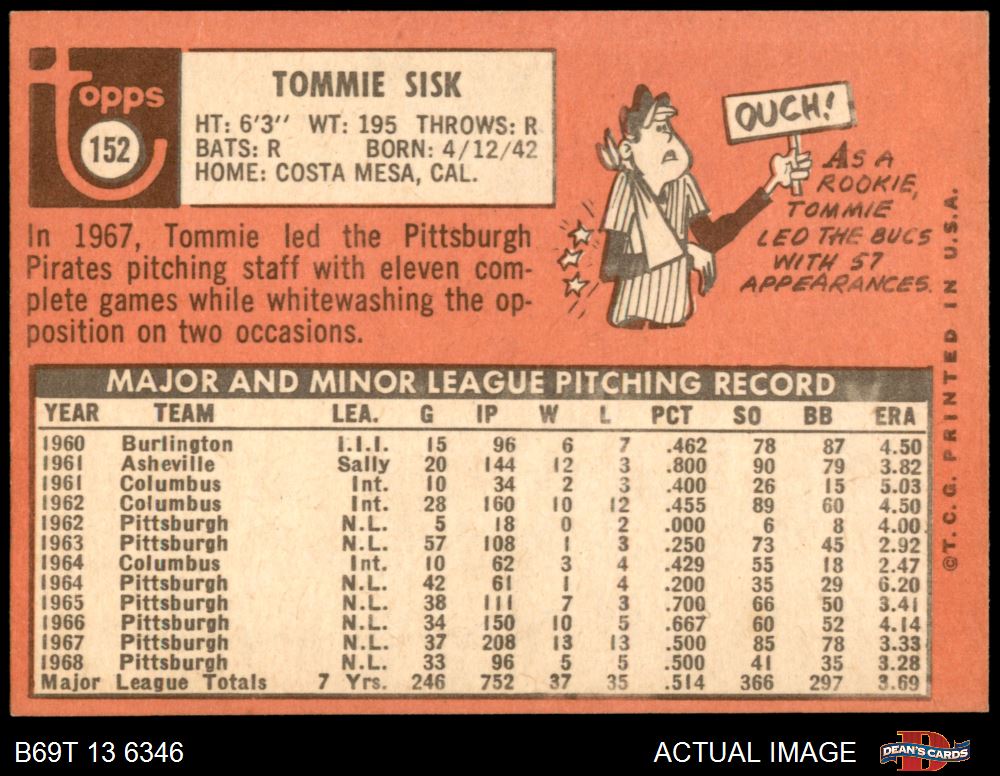 Topps
152
TOMMIE SISK
HT: 6'3" WT: 195 THROWS: R
BATS: R BORN: 4/12/42
HOME: COSTA MESA, CAL.
In 1967, Tommie led the Pittsburgh
Pirates pitching staff with eleven com-
plete games while whitewashing the op-
position on two occasions.
OUCH!
AS A
ROOKIE,
TOMMIE
LED THE BUCS
WITH 57
APPEARANCES.
MAJOR AND MINOR LEAGUE PITCHING RECORD
YEAR TEAM LEA. G IP W L PCT SO BB ERA
1960 Burlington I.I.I. 15 96 6 7 .462 78 87 4.50
1961 Asheville Sally 20 144 12 3 .800 90 79 3.82
1961 Columbus Int. 10 34 2 3 .400 26 15 5.03
1962 Columbus Int. 28 160 10 12 .455 89 60 4.50
1962 Pittsburgh N.L. 5 18 0 2 .000 6 8 4.00
1963 Pittsburgh N.L. 57 108 1 3 .250 73 45 2.92
1964 Columbus Int. 10 62 3 4 .429 55 18 2.47
1964 Pittsburgh N.L. 42 61 1 4 .200 35 29 6.20
1965 Pittsburgh N.L. 38 111 7 3 .700 66 50 3.41
1966 Pittsburgh N.L. 34 150 10 5 .667 60 52 4.14
1967 Pittsburgh N.L. 37 208 13 13 .500 85 78 3.33
1968 Pittsburgh N.L. 33 96 5 5 .500 41 35 3.28
Major League Totals 7 Yrs. 246 752 37 35 .514 366 297 3.69
©T.C.G. PRINTED IN U.S.A.
B69T 13 6346
ACTUAL IMAGE
D
DEAN'S CARDS